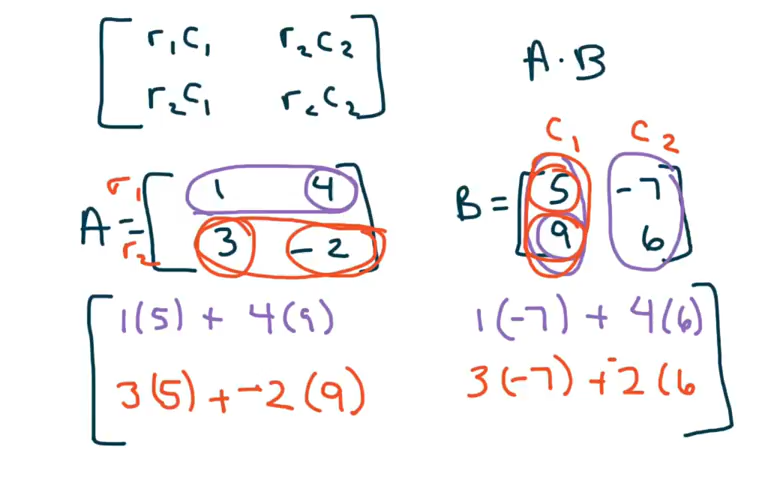 r₁c₁ r₂c₂
r₂c₁ r₂c₂
A · B
c₁ c₂
r₁
1 4
A =
r₂
3 -2
B =
5 -7
9 6
1(5) + 4(9) 1(-7) + 4(6)
3(5) + -2(9) 3(-7) + -2(6